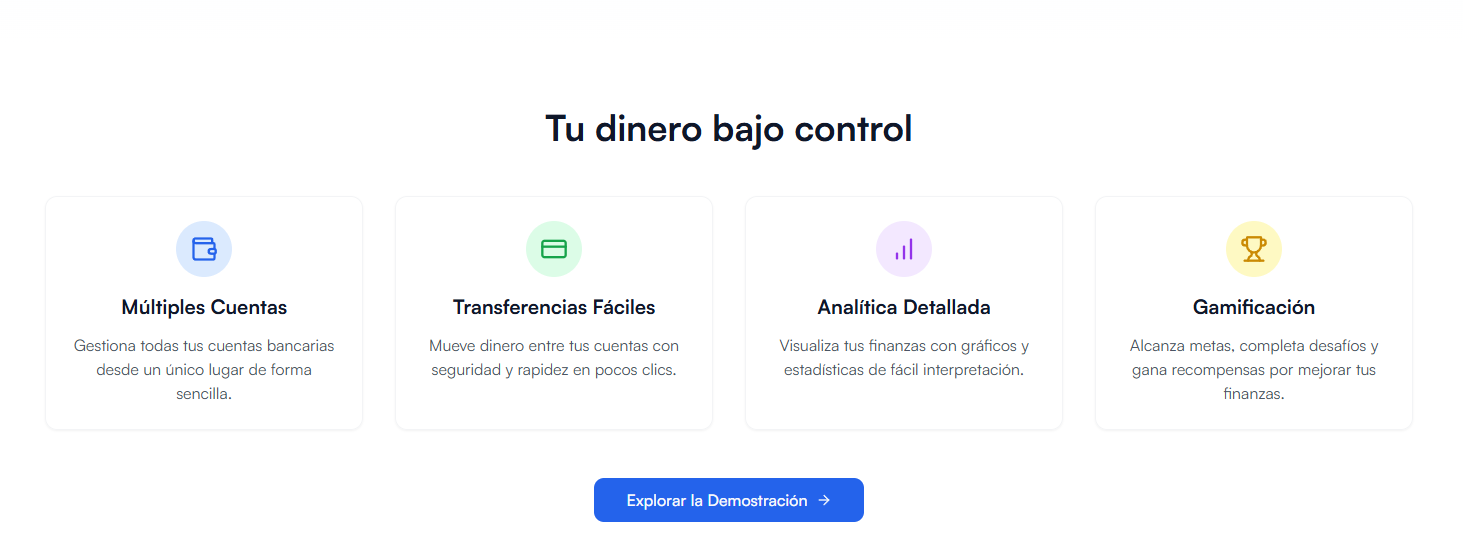 Tu dinero bajo control
Múltiples Cuentas
Gestiona todas tus cuentas bancarias
desde un único lugar de forma
sencilla.
Transferencias Fáciles
Mueve dinero entre tus cuentas con
seguridad y rapidez en pocos clics.
Analítica Detallada
Visualiza tus finanzas con gráficos y
estadísticas de fácil interpretación.
Gamificación
Alcanza metas, completa desafíos y
gana recompensas por mejorar tus
finanzas.
Explorar la Demostración →